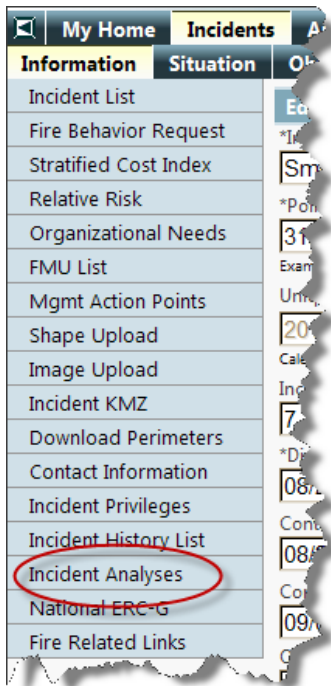 My Home Incidents
Information Situation
Incident List
Fire Behavior Request
Stratified Cost Index
Relative Risk
Organizational Needs
FMU List
Mgmt Action Points
Shape Upload
Image Upload
Incident KMZ
Download Perimeters
Contact Information
Incident Privileges
Incident History List
Incident Analyses
National ERC-G
Fire Related Links